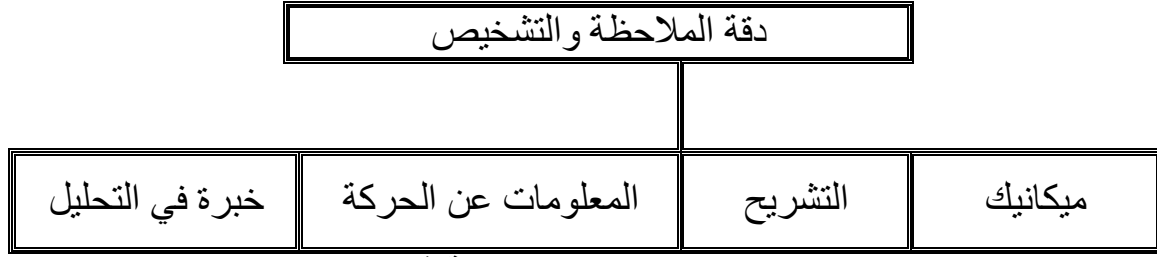 دقة الملاحظة والتشخيص
ميكانيك التشريح المعلومات عن الحركة خبرة في التحليل